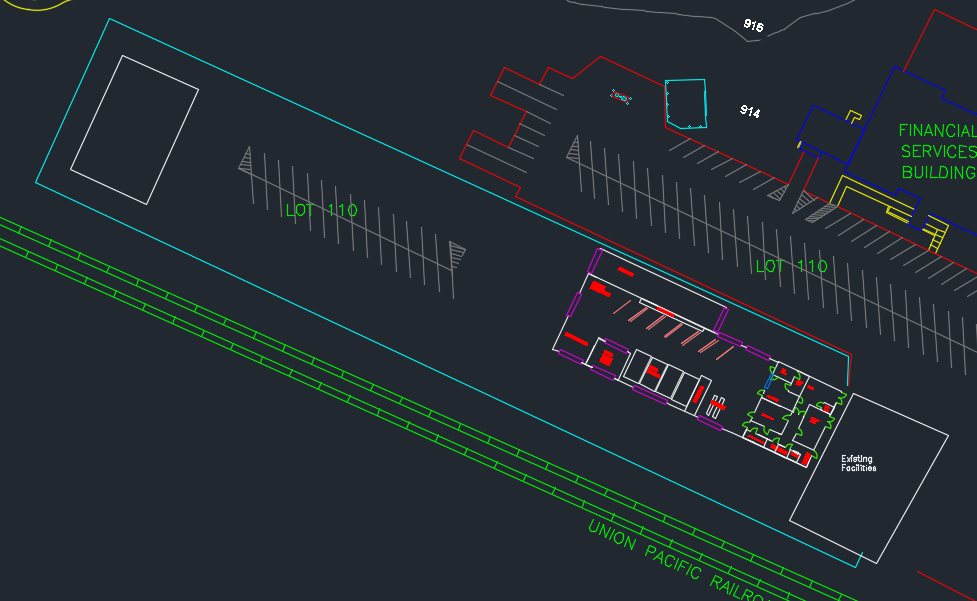 916
914
FINANCIAL
SERVICES
BUILDING
LOT 110
LOT 110
Existing
Facilities
UNION PACIFIC RAILRO